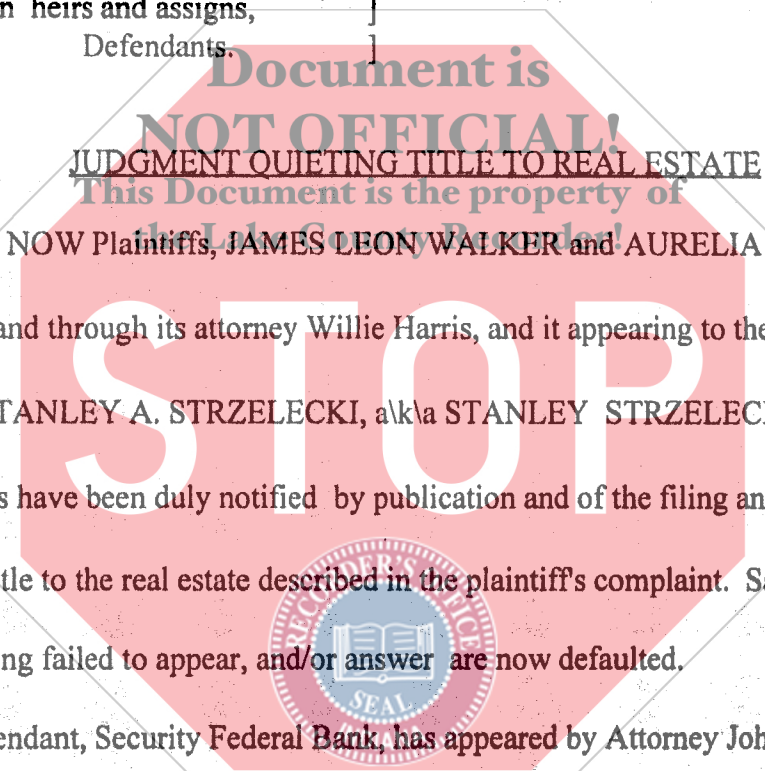 n heirs and assigns, ]
Defendants. ]
Document is
NOT OFFICIAL!
JUDGMENT QUIETING TITLE TO REAL ESTATE
This Document is the property of
the Lake County Recorder!
NOW Plaintiffs, JAMES LEON WALKER and AURELIA
and through its attorney Willie Harris, and it appearing to the
STOP
TANLEY A. STRZELECKI, a\k\a STANLEY STRZELEC
s have been duly notified by publication and of the filing an
tle to the real estate described in the plaintiff's complaint. Sa
ng failed to appear, and/or answer are now defaulted.
RECORDER'S OFFICE
SEAL
endant, Security Federal Bank, has appeared by Attorney Joh